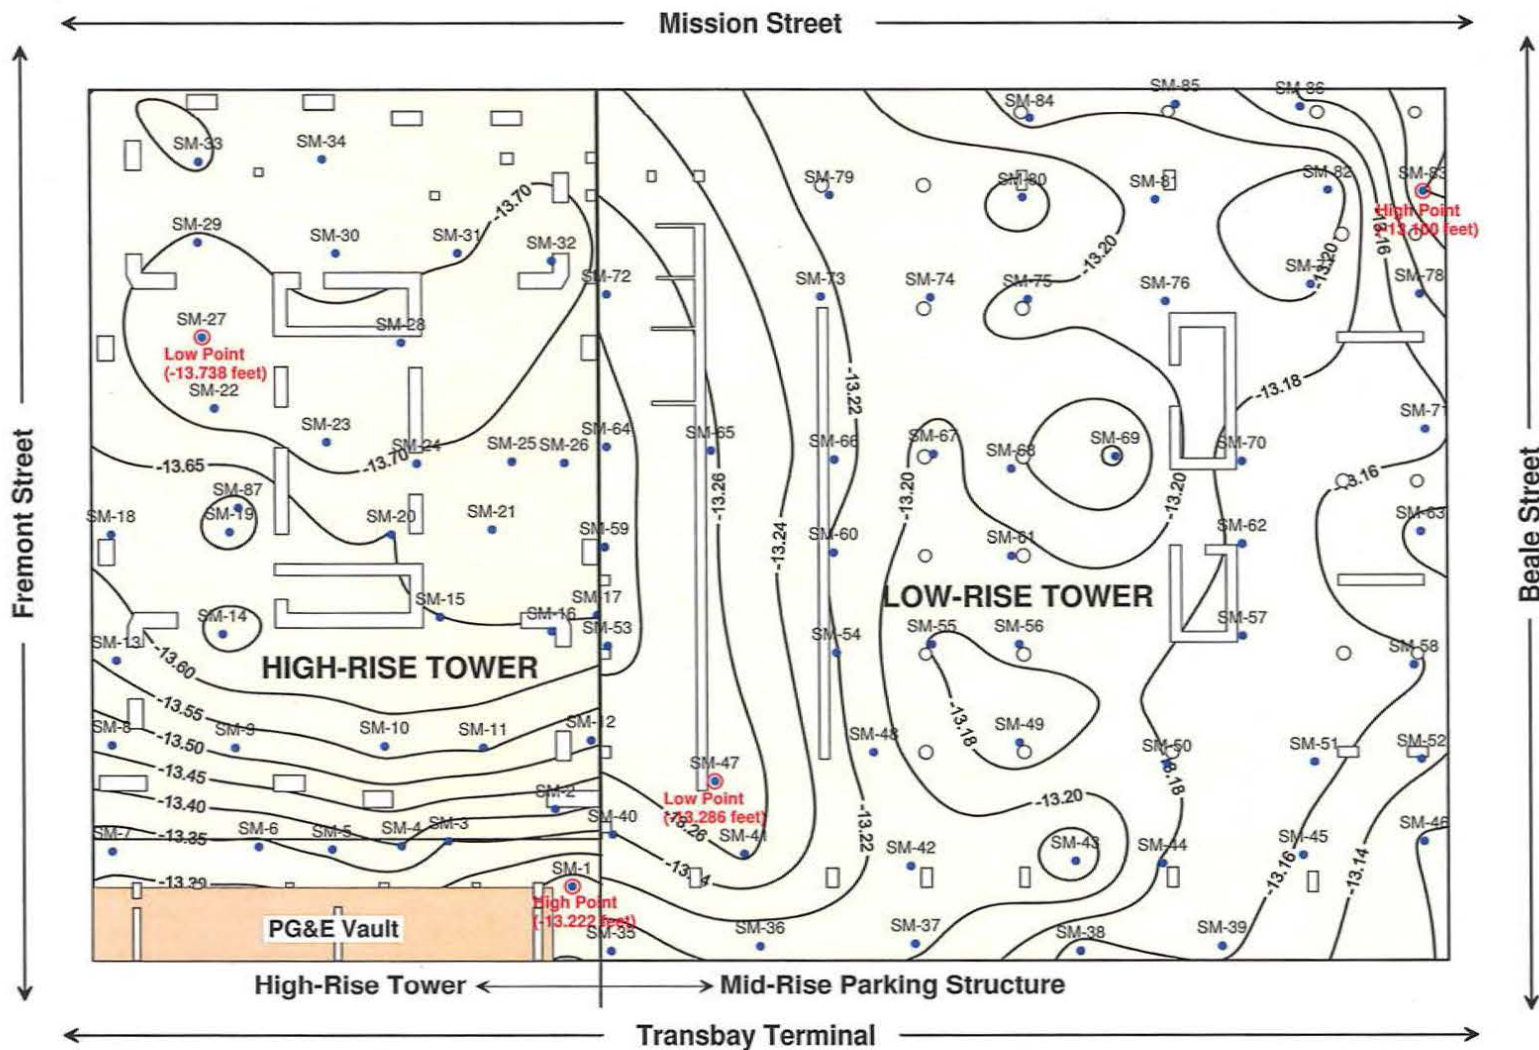 Mission Street
Fremont Street
Beale Street
SM-84
SM-85
SM-86
SM-33
SM-34
SM-79
SM-80
SM-81
SM-82
SM-83
High Point
(-13.100 feet)
-13.70
-13.20
-13.20
-13.16
SM-29
SM-30
SM-31
SM-32
SM-72
SM-73
SM-74
SM-75
SM-76
SM-78
SM-27
Low Point
(-13.738 feet)
SM-28
SM-22
SM-23
SM-24
SM-25
SM-26
SM-64
SM-65
SM-66
SM-67
SM-68
SM-69
SM-70
SM-71
-13.22
-13.18
-13.65
-13.70
-13.26
-13.24
-13.20
-13.20
-13.16
SM-87
SM-18
SM-19
SM-20
SM-21
SM-59
SM-60
SM-61
SM-62
SM-63
LOW-RISE TOWER
SM-13
SM-14
SM-15
SM-16
SM-17
SM-53
SM-54
SM-55
SM-56
SM-57
SM-58
HIGH-RISE TOWER
-13.60
-13.55
-13.50
-13.45
-13.40
-13.35
-13.29
SM-8
SM-9
SM-10
SM-11
SM-12
SM-47
Low Point
(-13.286 feet)
SM-48
SM-49
SM-50
SM-51
SM-52
-13.18
-13.18
-13.20
-13.22
-13.26
-13.16
-13.14
SM-7
SM-6
SM-5
SM-4
SM-3
SM-2
SM-40
SM-41
SM-42
SM-43
SM-44
SM-45
SM-46
SM-1
High Point
(-13.222 feet)
PG&E Vault
SM-35
SM-36
SM-37
SM-38
SM-39
High-Rise Tower
Mid-Rise Parking Structure
Transbay Terminal